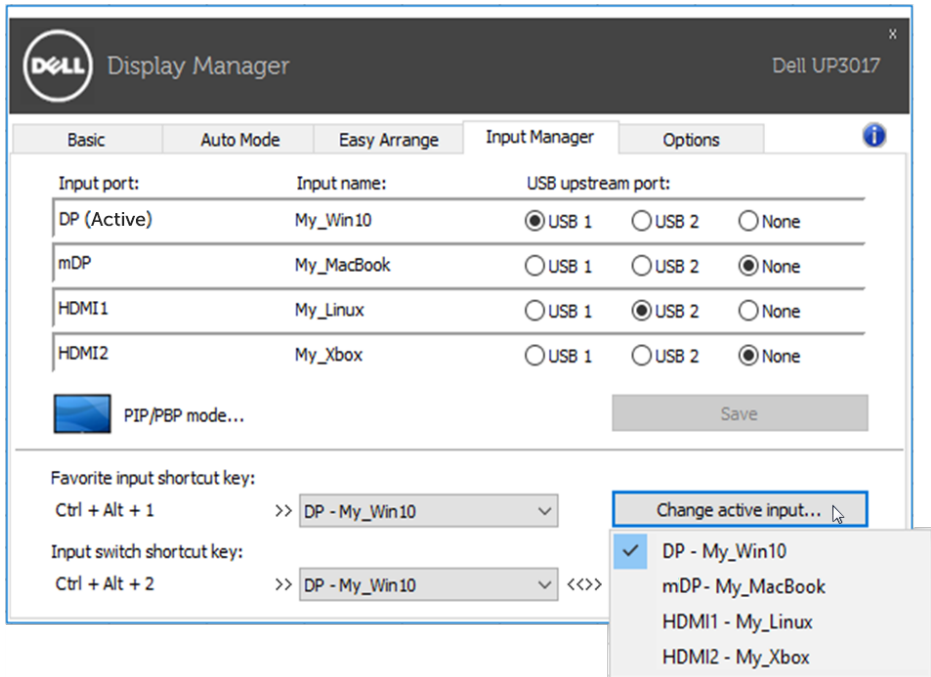 x
DELL Display Manager Dell UP3017
Basic Auto Mode Easy Arrange Input Manager Options i
Input port: Input name: USB upstream port:
DP (Active) My_Win10 USB 1 USB 2 None
mDP My_MacBook USB 1 USB 2 None
HDMI1 My_Linux USB 1 USB 2 None
HDMI2 My_Xbox USB 1 USB 2 None
PIP/PBP mode... Save
Favorite input shortcut key:
Ctrl + Alt + 1 >> DP - My_Win10 Change active input...
Input switch shortcut key:
Ctrl + Alt + 2 >> DP - My_Win10 <<>>
DP - My_Win10
mDP- My_MacBook
HDMI1 - My_Linux
HDMI2 - My_Xbox